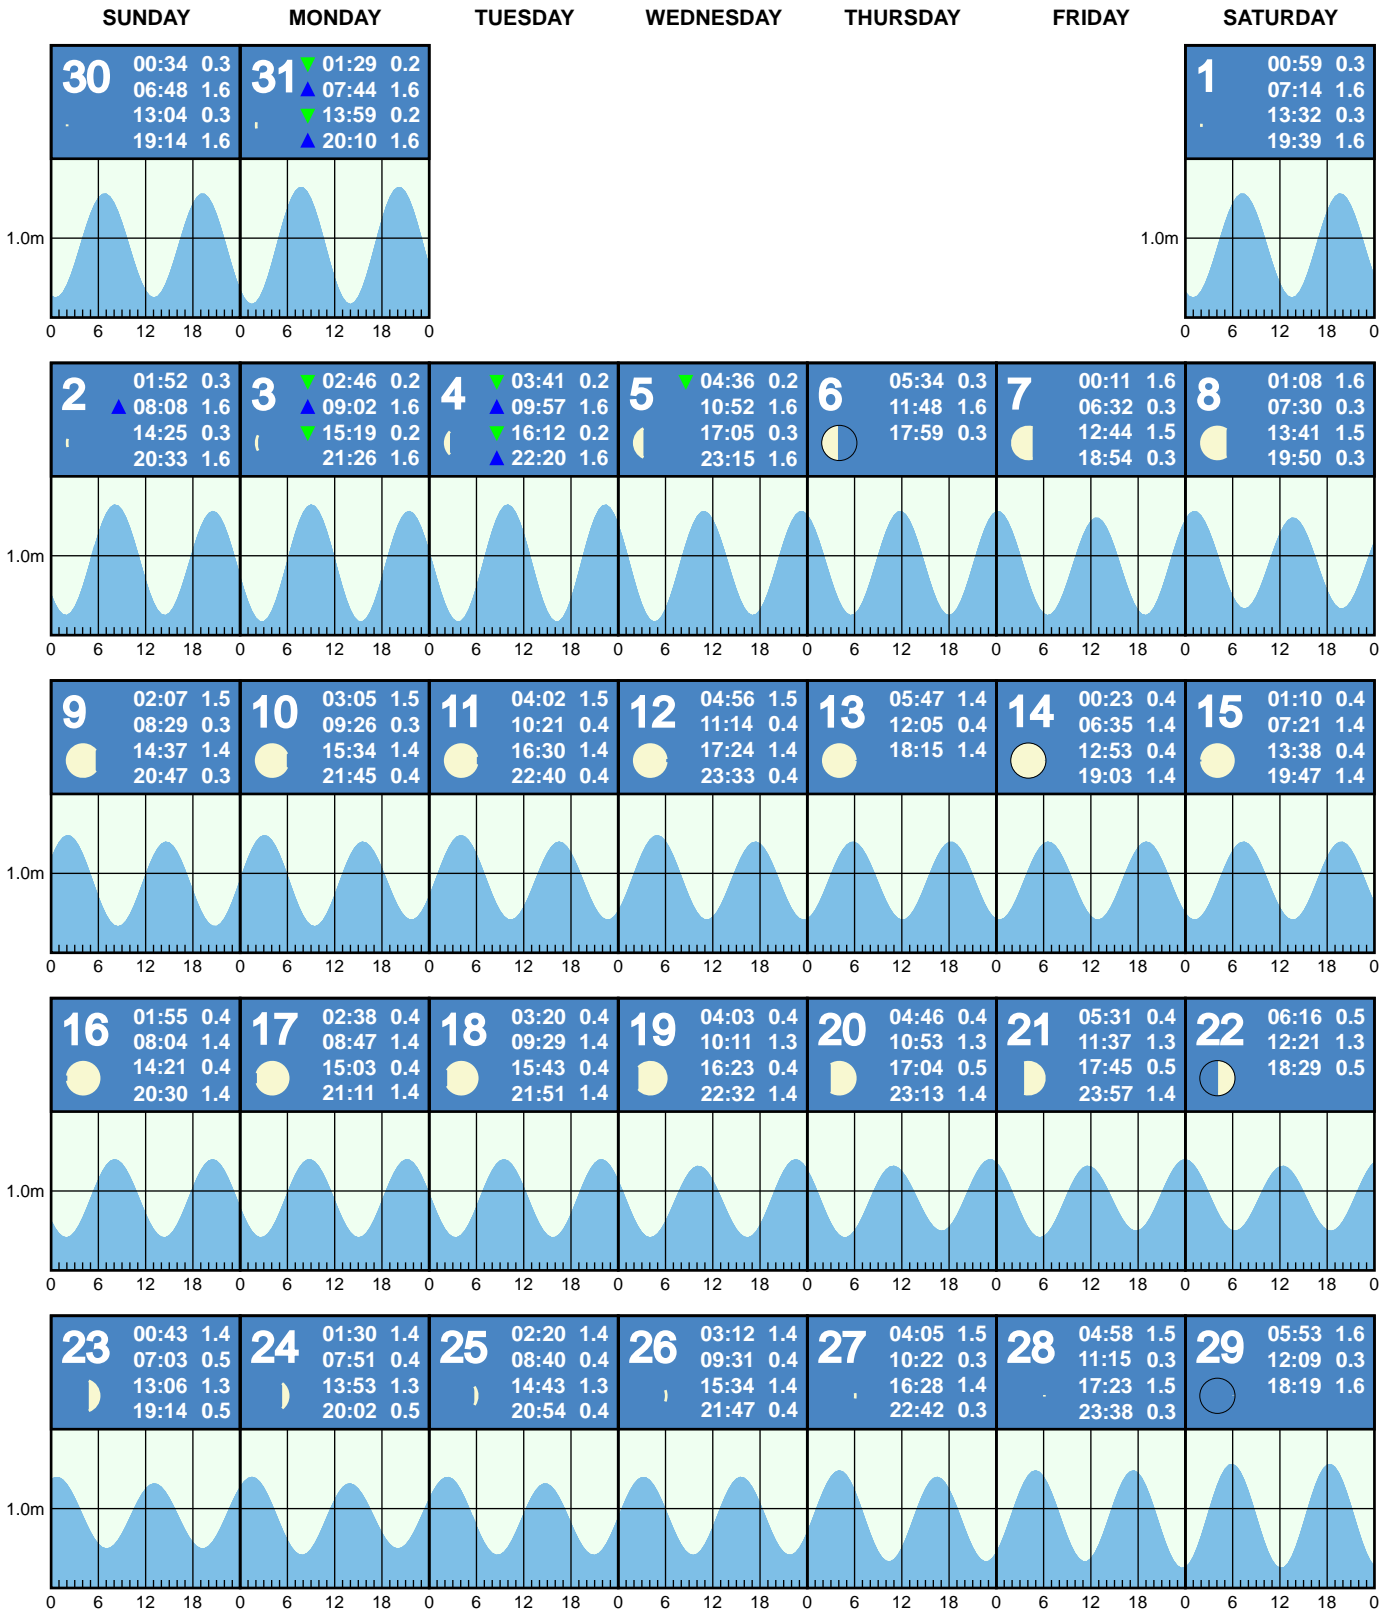 SUNDAY MONDAY TUESDAY WEDNESDAY THURSDAY FRIDAY SATURDAY
30 00:34 0.3
06:48 1.6
13:04 0.3
19:14 1.6
31 01:29 0.2
07:44 1.6
13:59 0.2
20:10 1.6
1 00:59 0.3
07:14 1.6
13:32 0.3
19:39 1.6
1.0m 1.0m
0 6 12 18 0 6 12 18 0 0 6 12 18 0
2 01:52 0.3
08:08 1.6
14:25 0.3
20:33 1.6
3 02:46 0.2
09:02 1.6
15:19 0.2
21:26 1.6
4 03:41 0.2
09:57 1.6
16:12 0.2
22:20 1.6
5 04:36 0.2
10:52 1.6
17:05 0.3
23:15 1.6
6 05:34 0.3
11:48 1.6
17:59 0.3
7 00:11 1.6
06:32 0.3
12:44 1.5
18:54 0.3
8 01:08 1.6
07:30 0.3
13:41 1.5
19:50 0.3
1.0m
0 6 12 18 0 6 12 18 0 6 12 18 0 6 12 18 0 6 12 18 0 6 12 18 0 6 12 18 0
9 02:07 1.5
08:29 0.3
14:37 1.4
20:47 0.3
10 03:05 1.5
09:26 0.3
15:34 1.4
21:45 0.4
11 04:02 1.5
10:21 0.4
16:30 1.4
22:40 0.4
12 04:56 1.5
11:14 0.4
17:24 1.4
23:33 0.4
13 05:47 1.4
12:05 0.4
18:15 1.4
14 00:23 0.4
06:35 1.4
12:53 0.4
19:03 1.4
15 01:10 0.4
07:21 1.4
13:38 0.4
19:47 1.4
1.0m
0 6 12 18 0 6 12 18 0 6 12 18 0 6 12 18 0 6 12 18 0 6 12 18 0 6 12 18 0
16 01:55 0.4
08:04 1.4
14:21 0.4
20:30 1.4
17 02:38 0.4
08:47 1.4
15:03 0.4
21:11 1.4
18 03:20 0.4
09:29 1.4
15:43 0.4
21:51 1.4
19 04:03 0.4
10:11 1.3
16:23 0.4
22:32 1.4
20 04:46 0.4
10:53 1.3
17:04 0.5
23:13 1.4
21 05:31 0.4
11:37 1.3
17:45 0.5
23:57 1.4
22 06:16 0.5
12:21 1.3
18:29 0.5
1.0m
0 6 12 18 0 6 12 18 0 6 12 18 0 6 12 18 0 6 12 18 0 6 12 18 0 6 12 18 0
23 00:43 1.4
07:03 0.5
13:06 1.3
19:14 0.5
24 01:30 1.4
07:51 0.4
13:53 1.3
20:02 0.5
25 02:20 1.4
08:40 0.4
14:43 1.3
20:54 0.4
26 03:12 1.4
09:31 0.4
15:34 1.4
21:47 0.4
27 04:05 1.5
10:22 0.3
16:28 1.4
22:42 0.3
28 04:58 1.5
11:15 0.3
17:23 1.5
23:38 0.3
29 05:53 1.6
12:09 0.3
18:19 1.6
1.0m
0 6 12 18 0 6 12 18 0 6 12 18 0 6 12 18 0 6 12 18 0 6 12 18 0 6 12 18 0